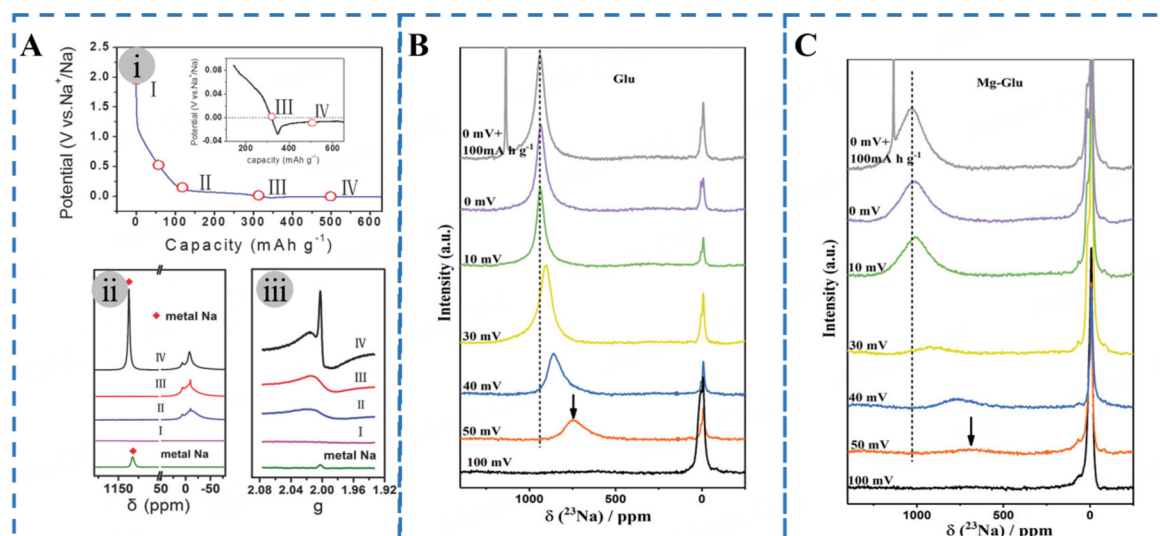 A
i
2.5
2.0
1.5
1.0
0.5
0.0
Potential (V vs.Na⁺/Na)
I
II
III
IV
0
100
200
300
400
500
600
Capacity (mAh g⁻¹)
0.08
0.04
0.00
-0.04
Potential (V vs.Na⁺/Na)
III
IV
200
400
600
capacity (mAh g⁻¹)
ii
metal Na
IV
III
II
I
metal Na
1150
50
0
-50
δ (ppm)
iii
IV
III
II
I
metal Na
2.08
2.04
2.00
1.96
1.92
g
B
Glu
0 mV+
100mA h g⁻¹
0 mV
10 mV
30 mV
40 mV
50 mV
100 mV
Intensity (a.u.)
1000
500
0
δ (²³Na) / ppm
C
Mg-Glu
0 mV+
100mA h g⁻¹
0 mV
10 mV
30 mV
40 mV
50 mV
100 mV
Intensity (a.u.)
1000
500
0
δ (²³Na) / ppm